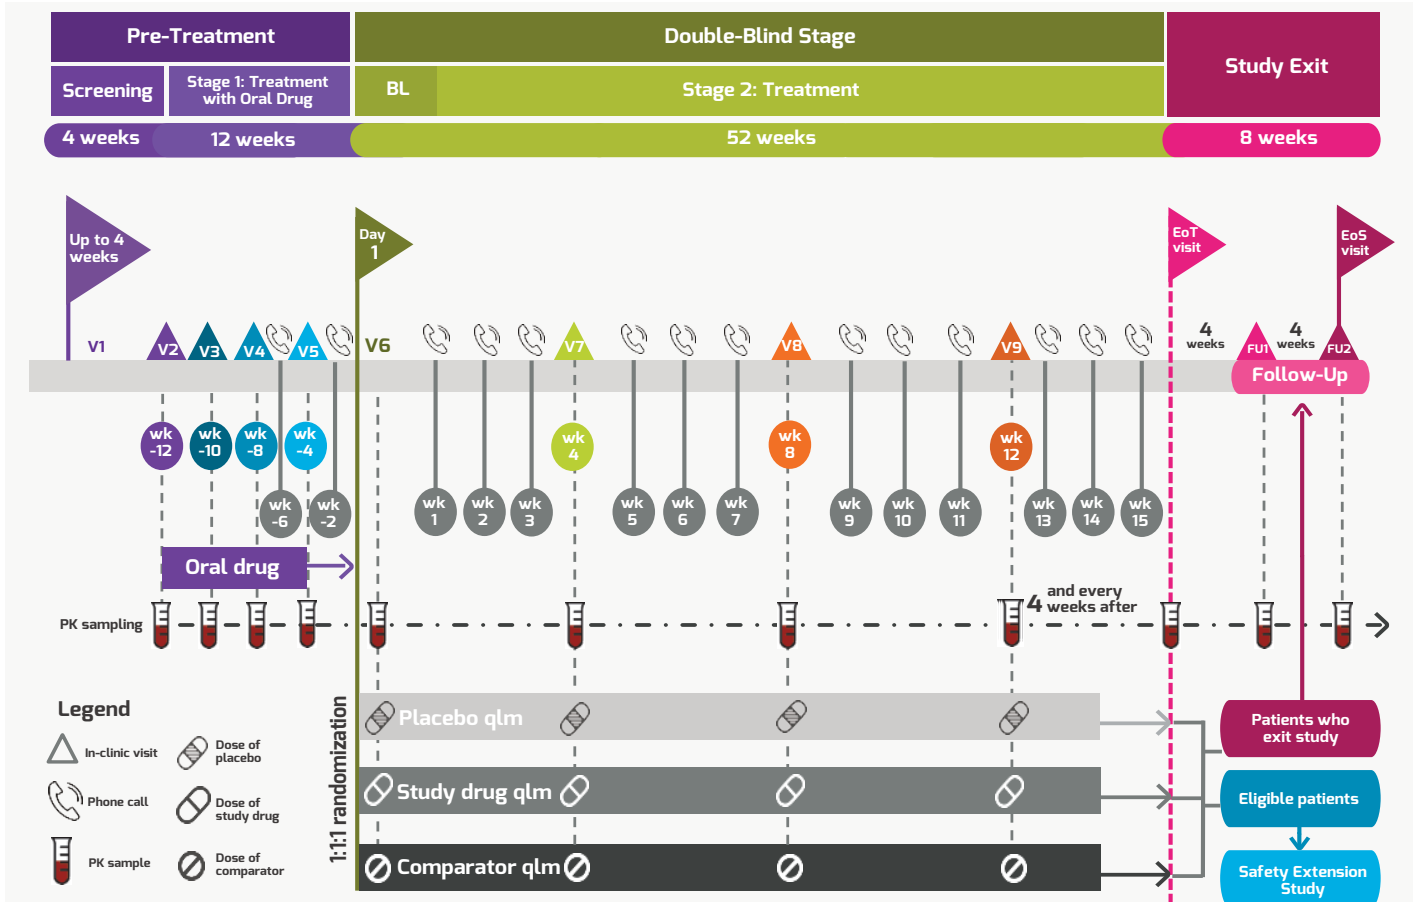 Pre-Treatment
Double-Blind Stage
Study Exit
Screening
Stage 1: Treatment
with Oral Drug
BL
Stage 2: Treatment
4 weeks
12 weeks
52 weeks
8 weeks
Up to 4
weeks
Day
1
EoT
visit
EoS
visit
V1
V2
V3
V4
V5
V6
V7
V8
V9
4
weeks
FU1
4
weeks
FU2
Follow-Up
wk
-12
wk
-10
wk
-8
wk
-4
wk
4
wk
8
wk
12
wk
-6
wk
-2
wk
1
wk
2
wk
3
wk
5
wk
6
wk
7
wk
9
wk
10
wk
11
wk
13
wk
14
wk
15
Oral drug
PK sampling
4 and every
weeks after
1:1:1 randomization
Placebo qlm
Study drug qlm
Comparator qlm
Patients who
exit study
Eligible patients
Safety Extension
Study
Legend
In-clinic visit
Dose of
placebo
Phone call
Dose of
study drug
PK sample
Dose of
comparator